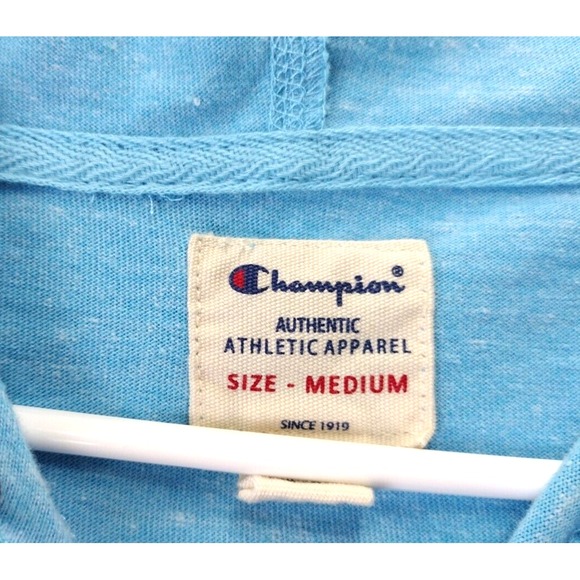 Champion®
AUTHENTIC
ATHLETIC APPAREL
SIZE - MEDIUM
SINCE 1919